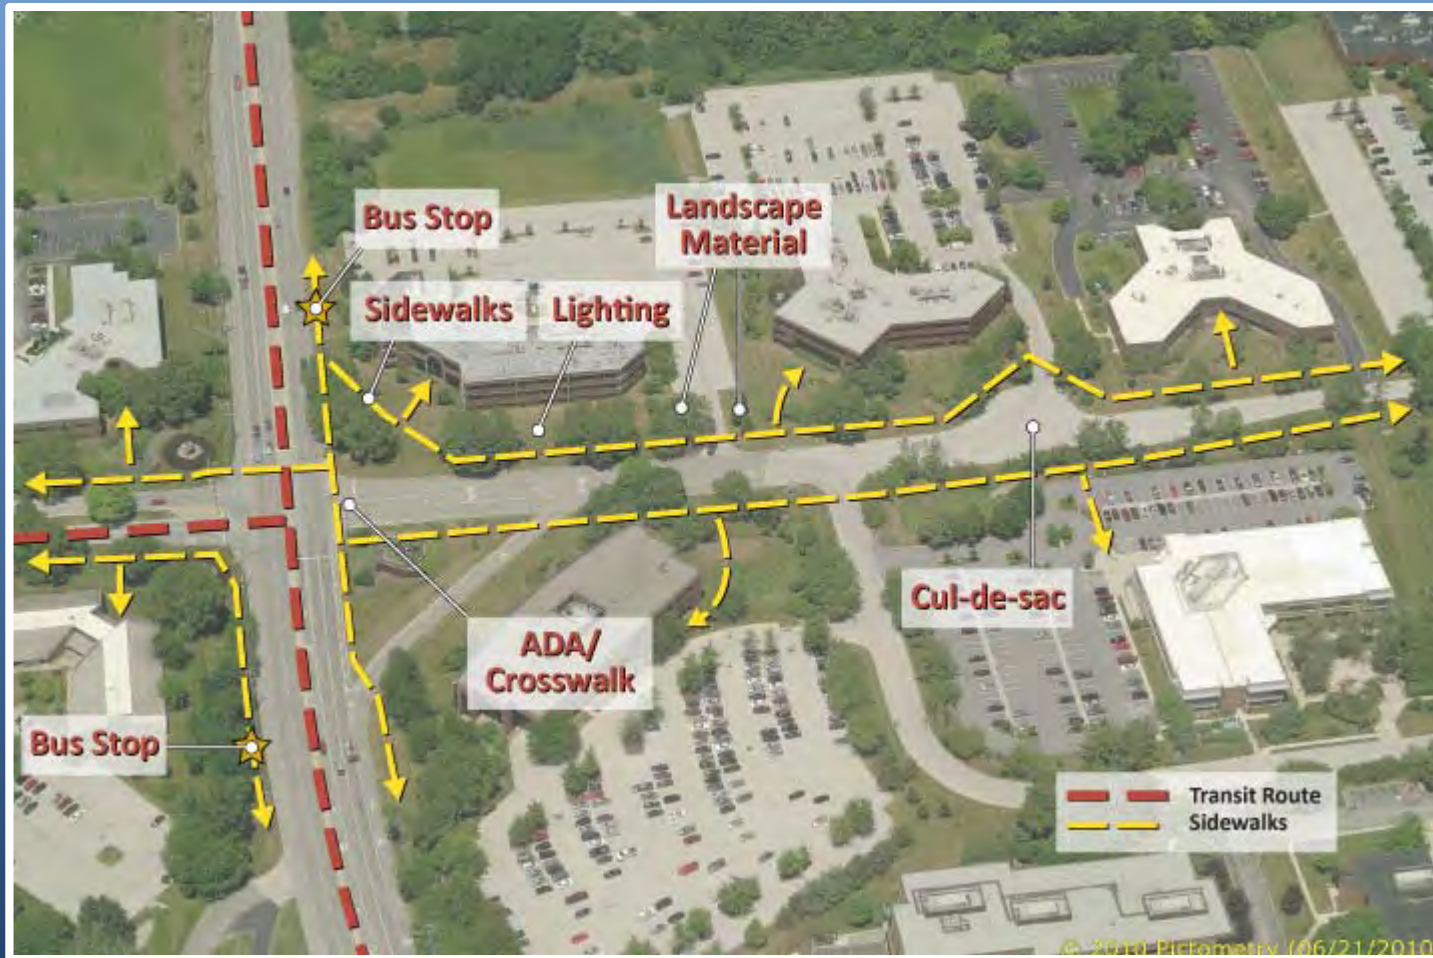 Bus Stop
Landscape
Material
Sidewalks
Lighting
Cul-de-sac
ADA/
Crosswalk
Bus Stop
Transit Route
Sidewalks
© 2010 Pictometry (06/21/2010